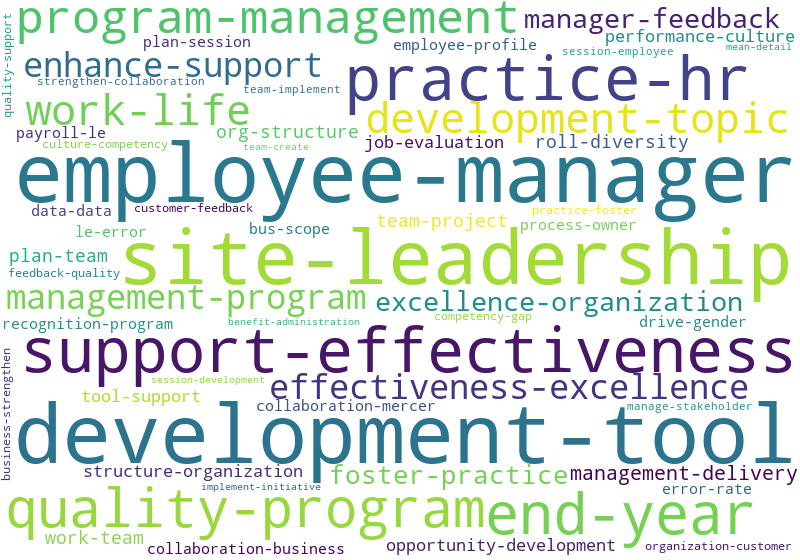 program-management
manager-feedback
quality-support
plan-session
employee-profile
performance-culture
session-employee
mean-detail
enhance-support
strengthen-collaboration
team-implement
practice-hr
work-life
development-topic
payroll-le
org-structure
job-evaluation
roll-diversity
culture-competency
team-create
employee-manager
data-data
customer-feedback
practice-foster
team-project
process-owner
le-error
bus-scope
site-leadership
plan-team
feedback-quality
management-program
excellence-organization
recognition-program
benefit-administration
competency-gap
drive-gender
support-effectiveness
business-strengthen
session-development
effectiveness-excellence
tool-support
collaboration-mercer
manage-stakeholder
development-tool
structure-organization
foster-practice
management-delivery
implement-initiative
error-rate
quality-program
end-year
work-team
collaboration-business
opportunity-development
organization-customer